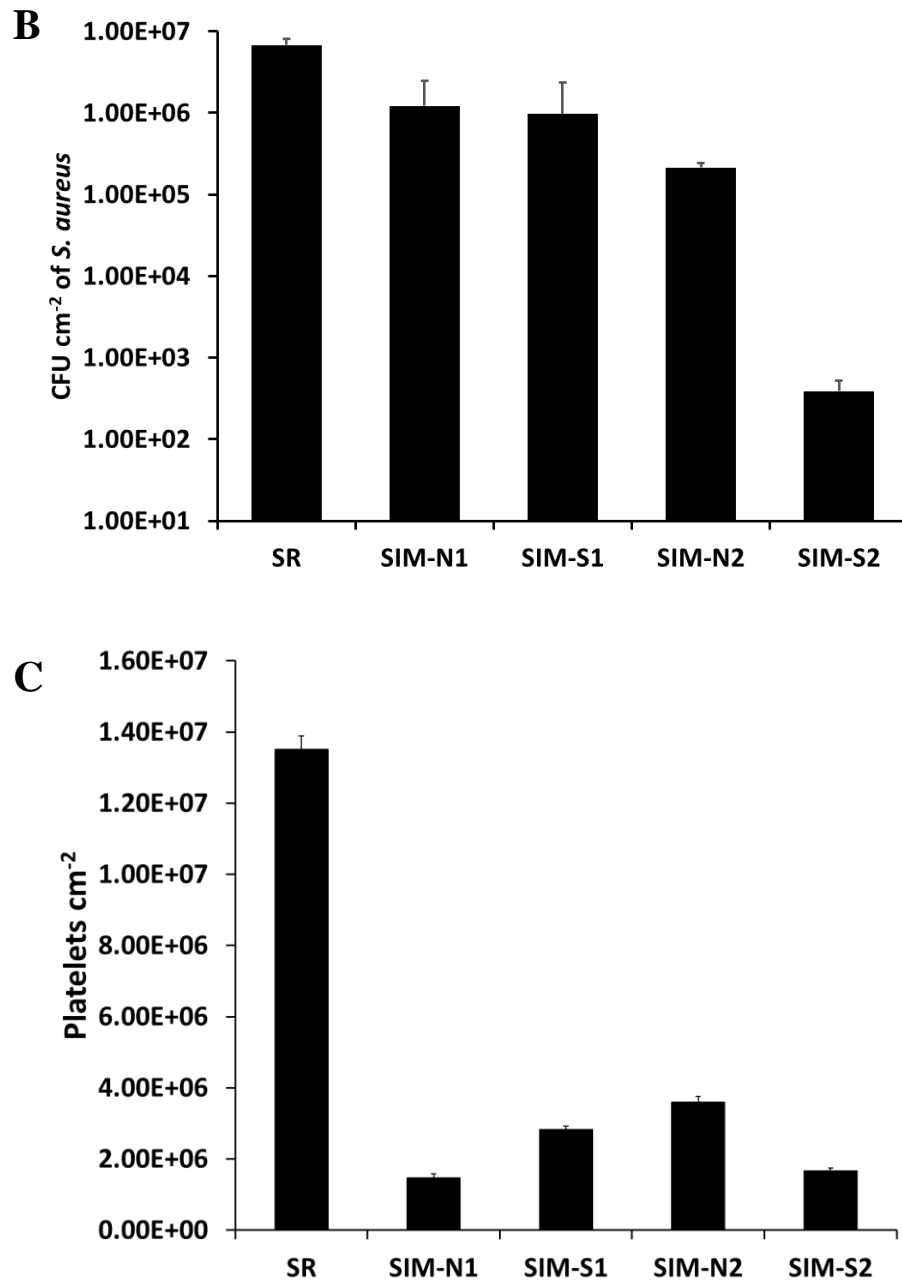 B
1.00E+07
1.00E+06
1.00E+05
1.00E+04
1.00E+03
1.00E+02
1.00E+01
CFU cm-2 of S. aureus
SR SIM-N1 SIM-S1 SIM-N2 SIM-S2
C
1.60E+07
1.40E+07
1.20E+07
1.00E+07
8.00E+06
6.00E+06
4.00E+06
2.00E+06
0.00E+00
Platelets cm-2
SR SIM-N1 SIM-S1 SIM-N2 SIM-S2